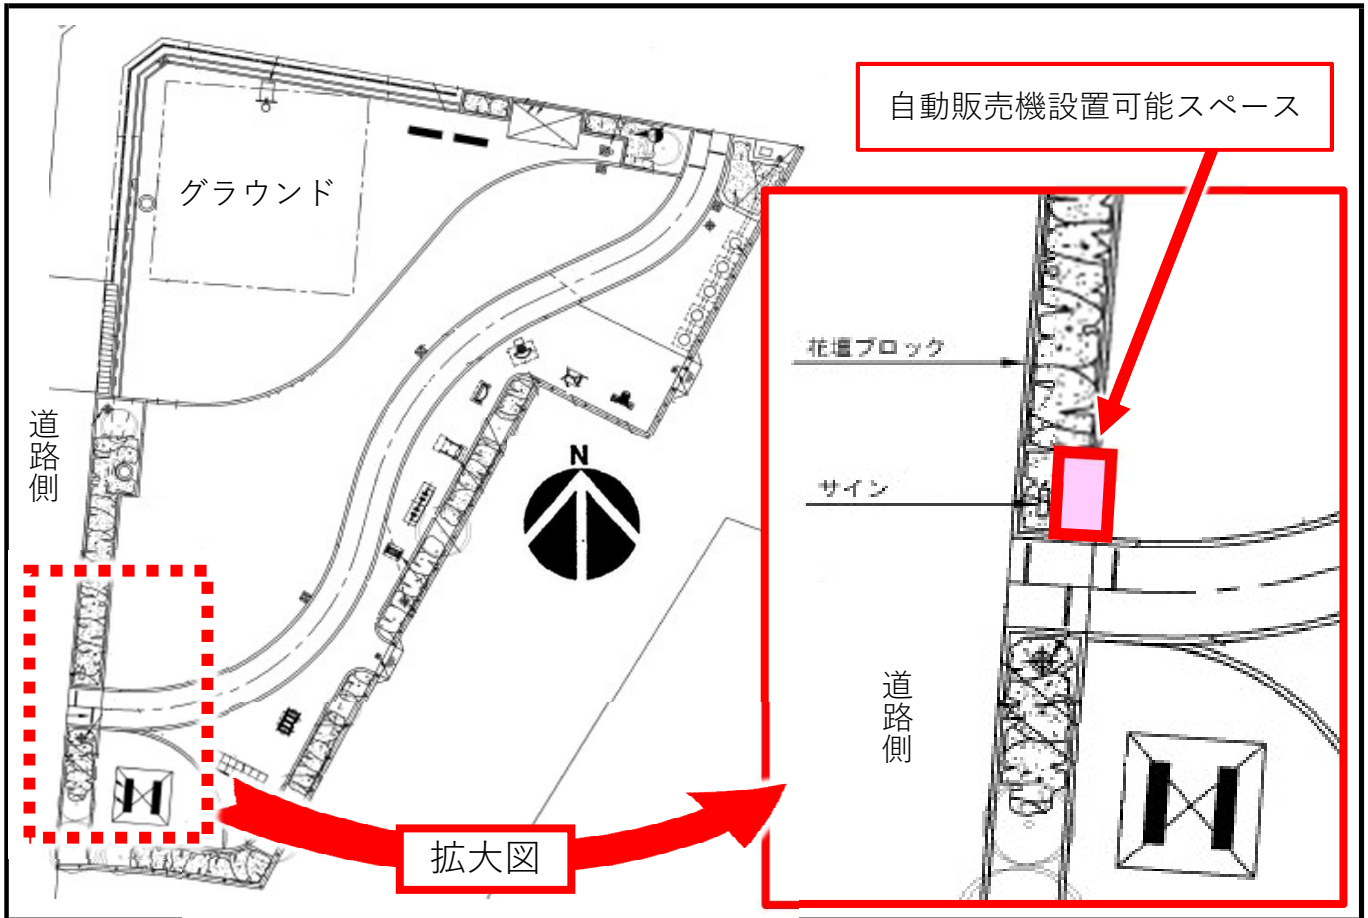 自動販売機設置可能スペース
グラウンド
道路側
N
拡大図
花壇ブロック
サイン
道路側